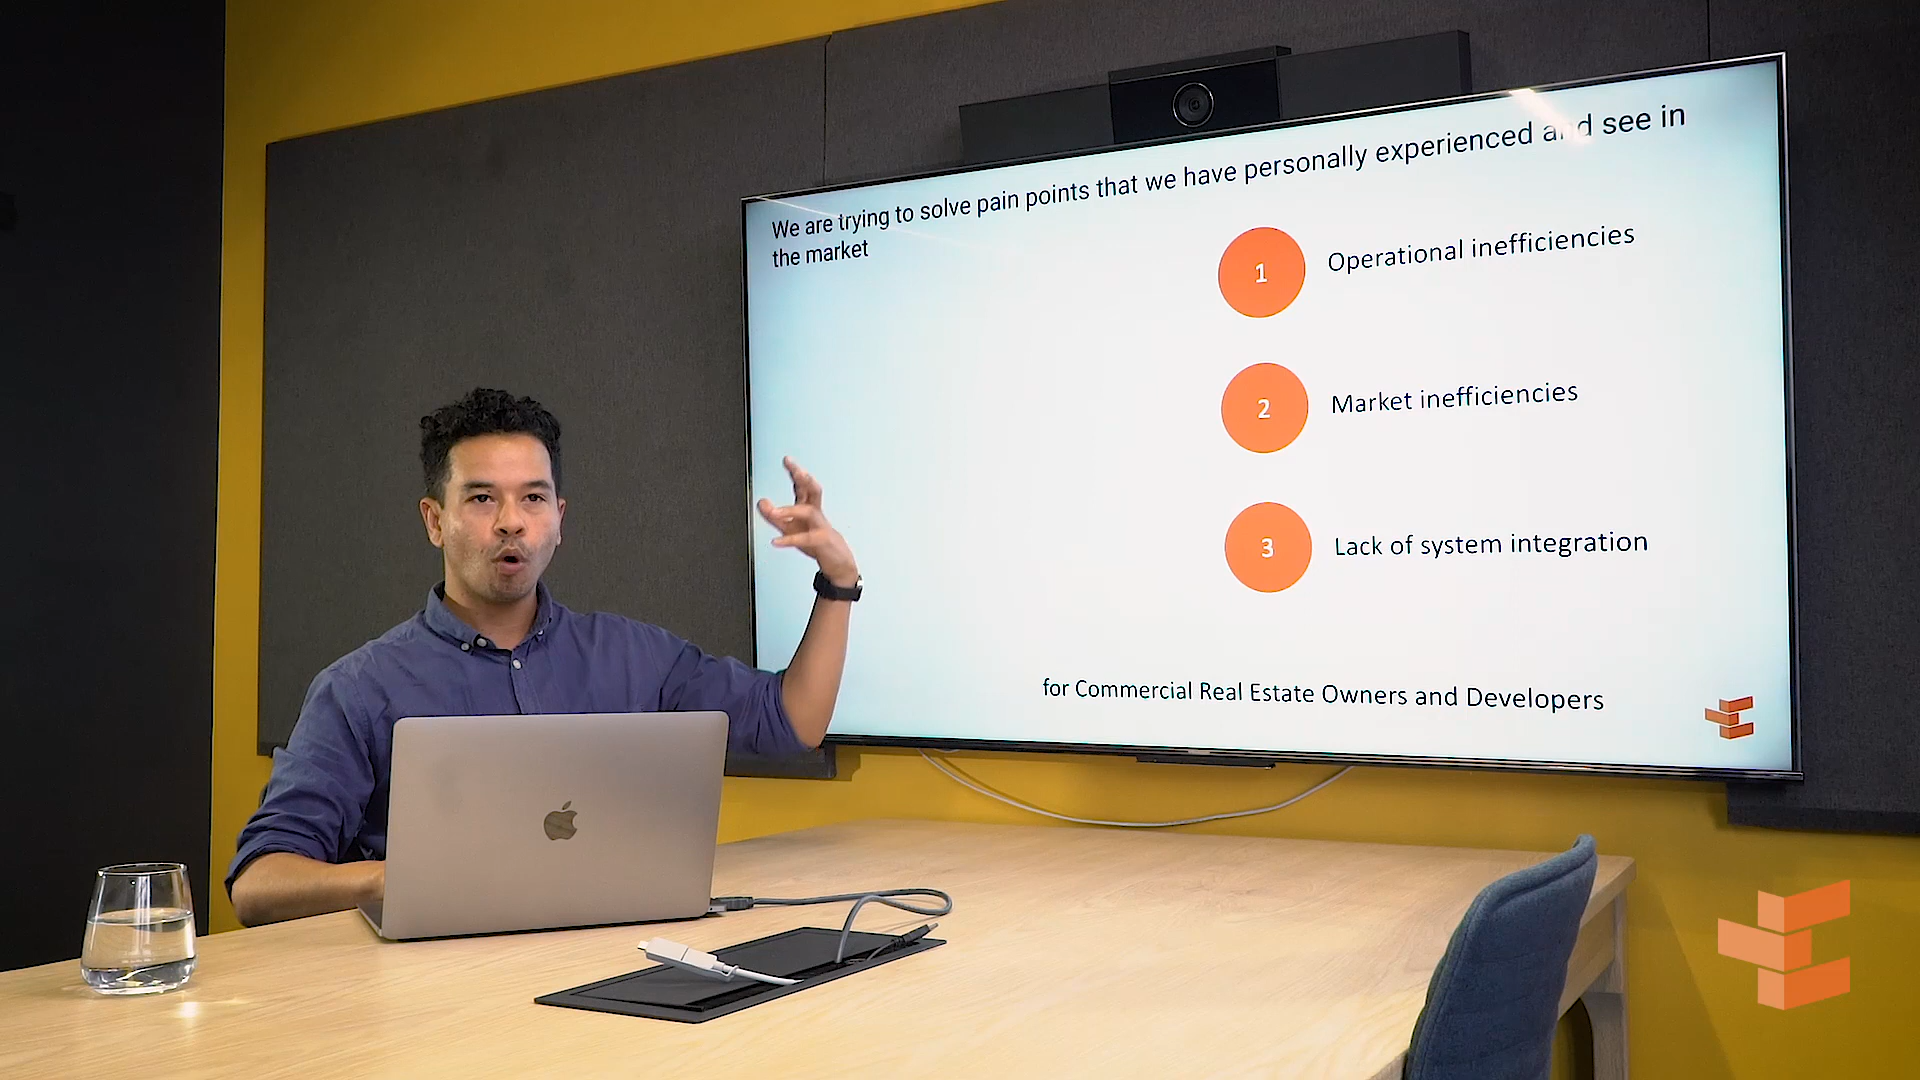 We are trying to solve pain points that we have personally experienced and see in
the market
1 Operational inefficiencies
2 Market inefficiencies
3 Lack of system integration
for Commercial Real Estate Owners and Developers